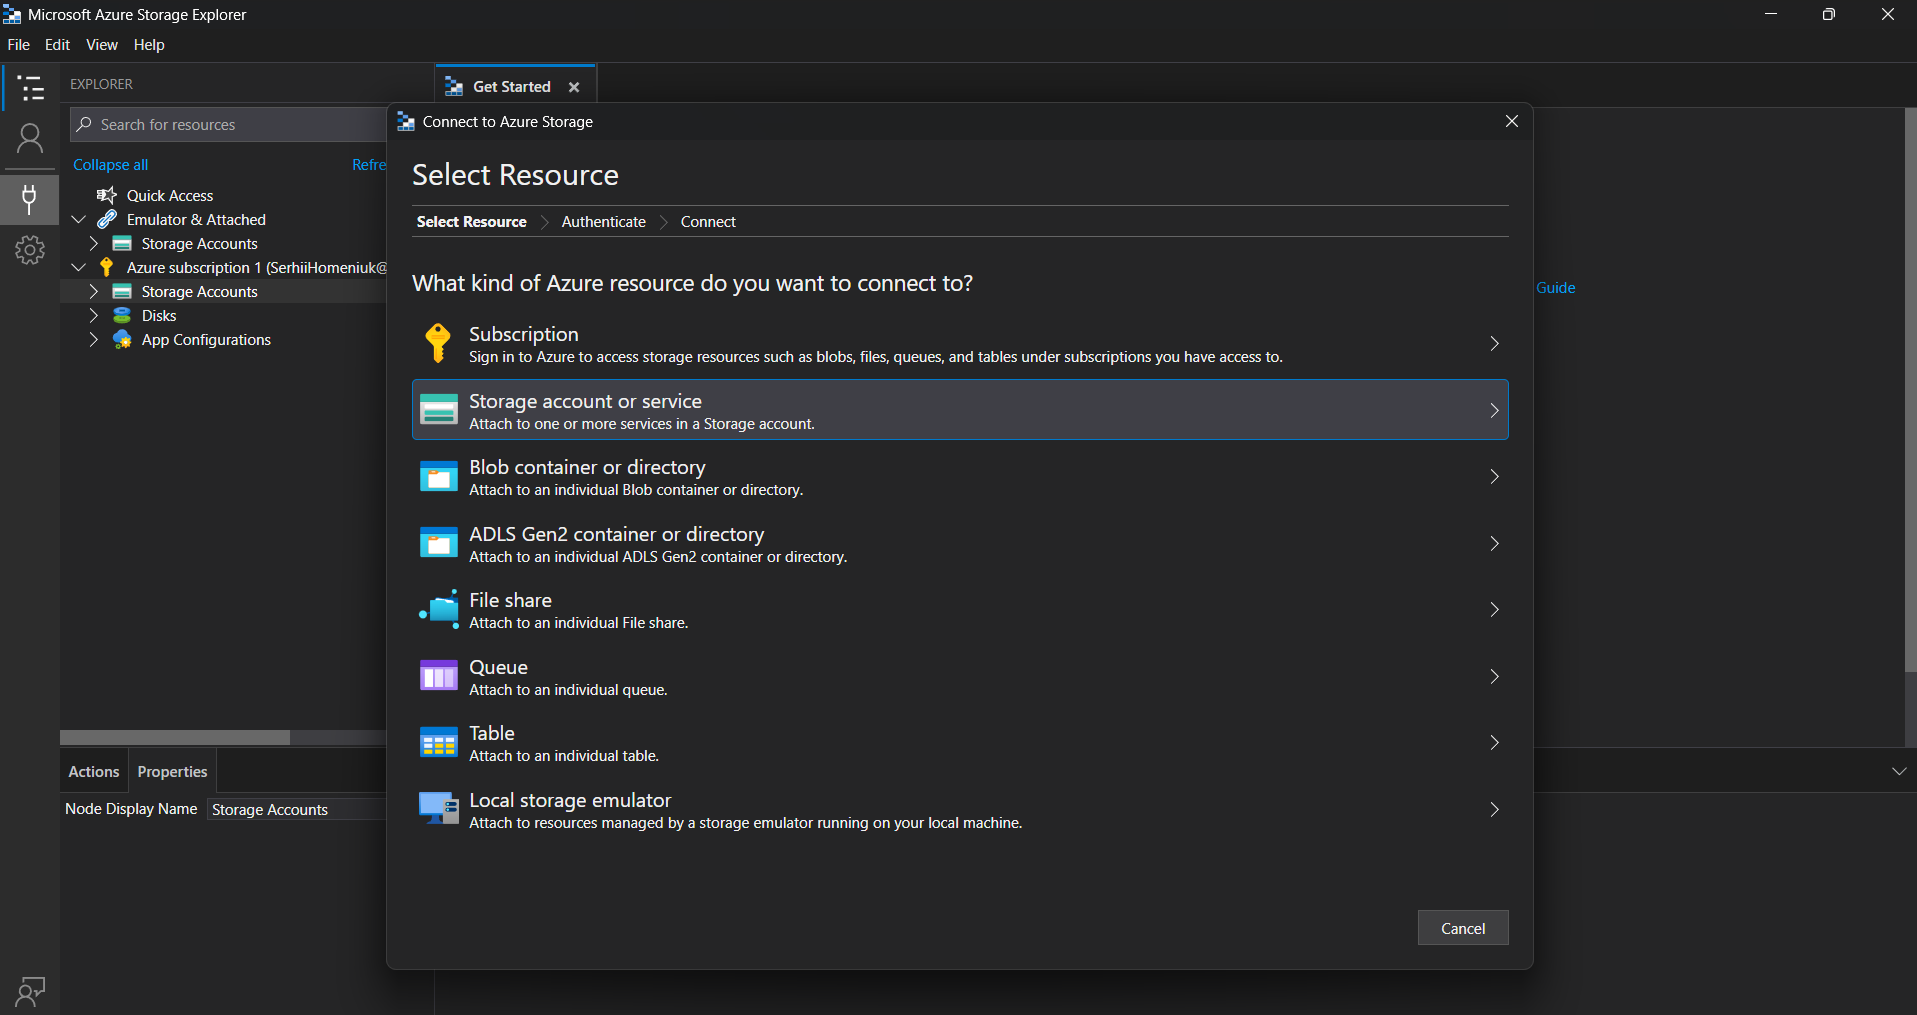 Microsoft Azure Storage Explorer
File Edit View Help
EXPLORER
Search for resources
Collapse all
Refre
Quick Access
Emulator & Attached
Storage Accounts
Azure subscription 1 (SerhiiHomeniuk@
Storage Accounts
Disks
App Configurations
Actions Properties
Node Display Name Storage Accounts
Get Started
Connect to Azure Storage
Select Resource
Select Resource Authenticate Connect
What kind of Azure resource do you want to connect to?
Subscription
Sign in to Azure to access storage resources such as blobs, files, queues, and tables under subscriptions you have access to.
Storage account or service
Attach to one or more services in a Storage account.
Blob container or directory
Attach to an individual Blob container or directory.
ADLS Gen2 container or directory
Attach to an individual ADLS Gen2 container or directory.
File share
Attach to an individual File share.
Queue
Attach to an individual queue.
Table
Attach to an individual table.
Local storage emulator
Attach to resources managed by a storage emulator running on your local machine.
Cancel
Guide